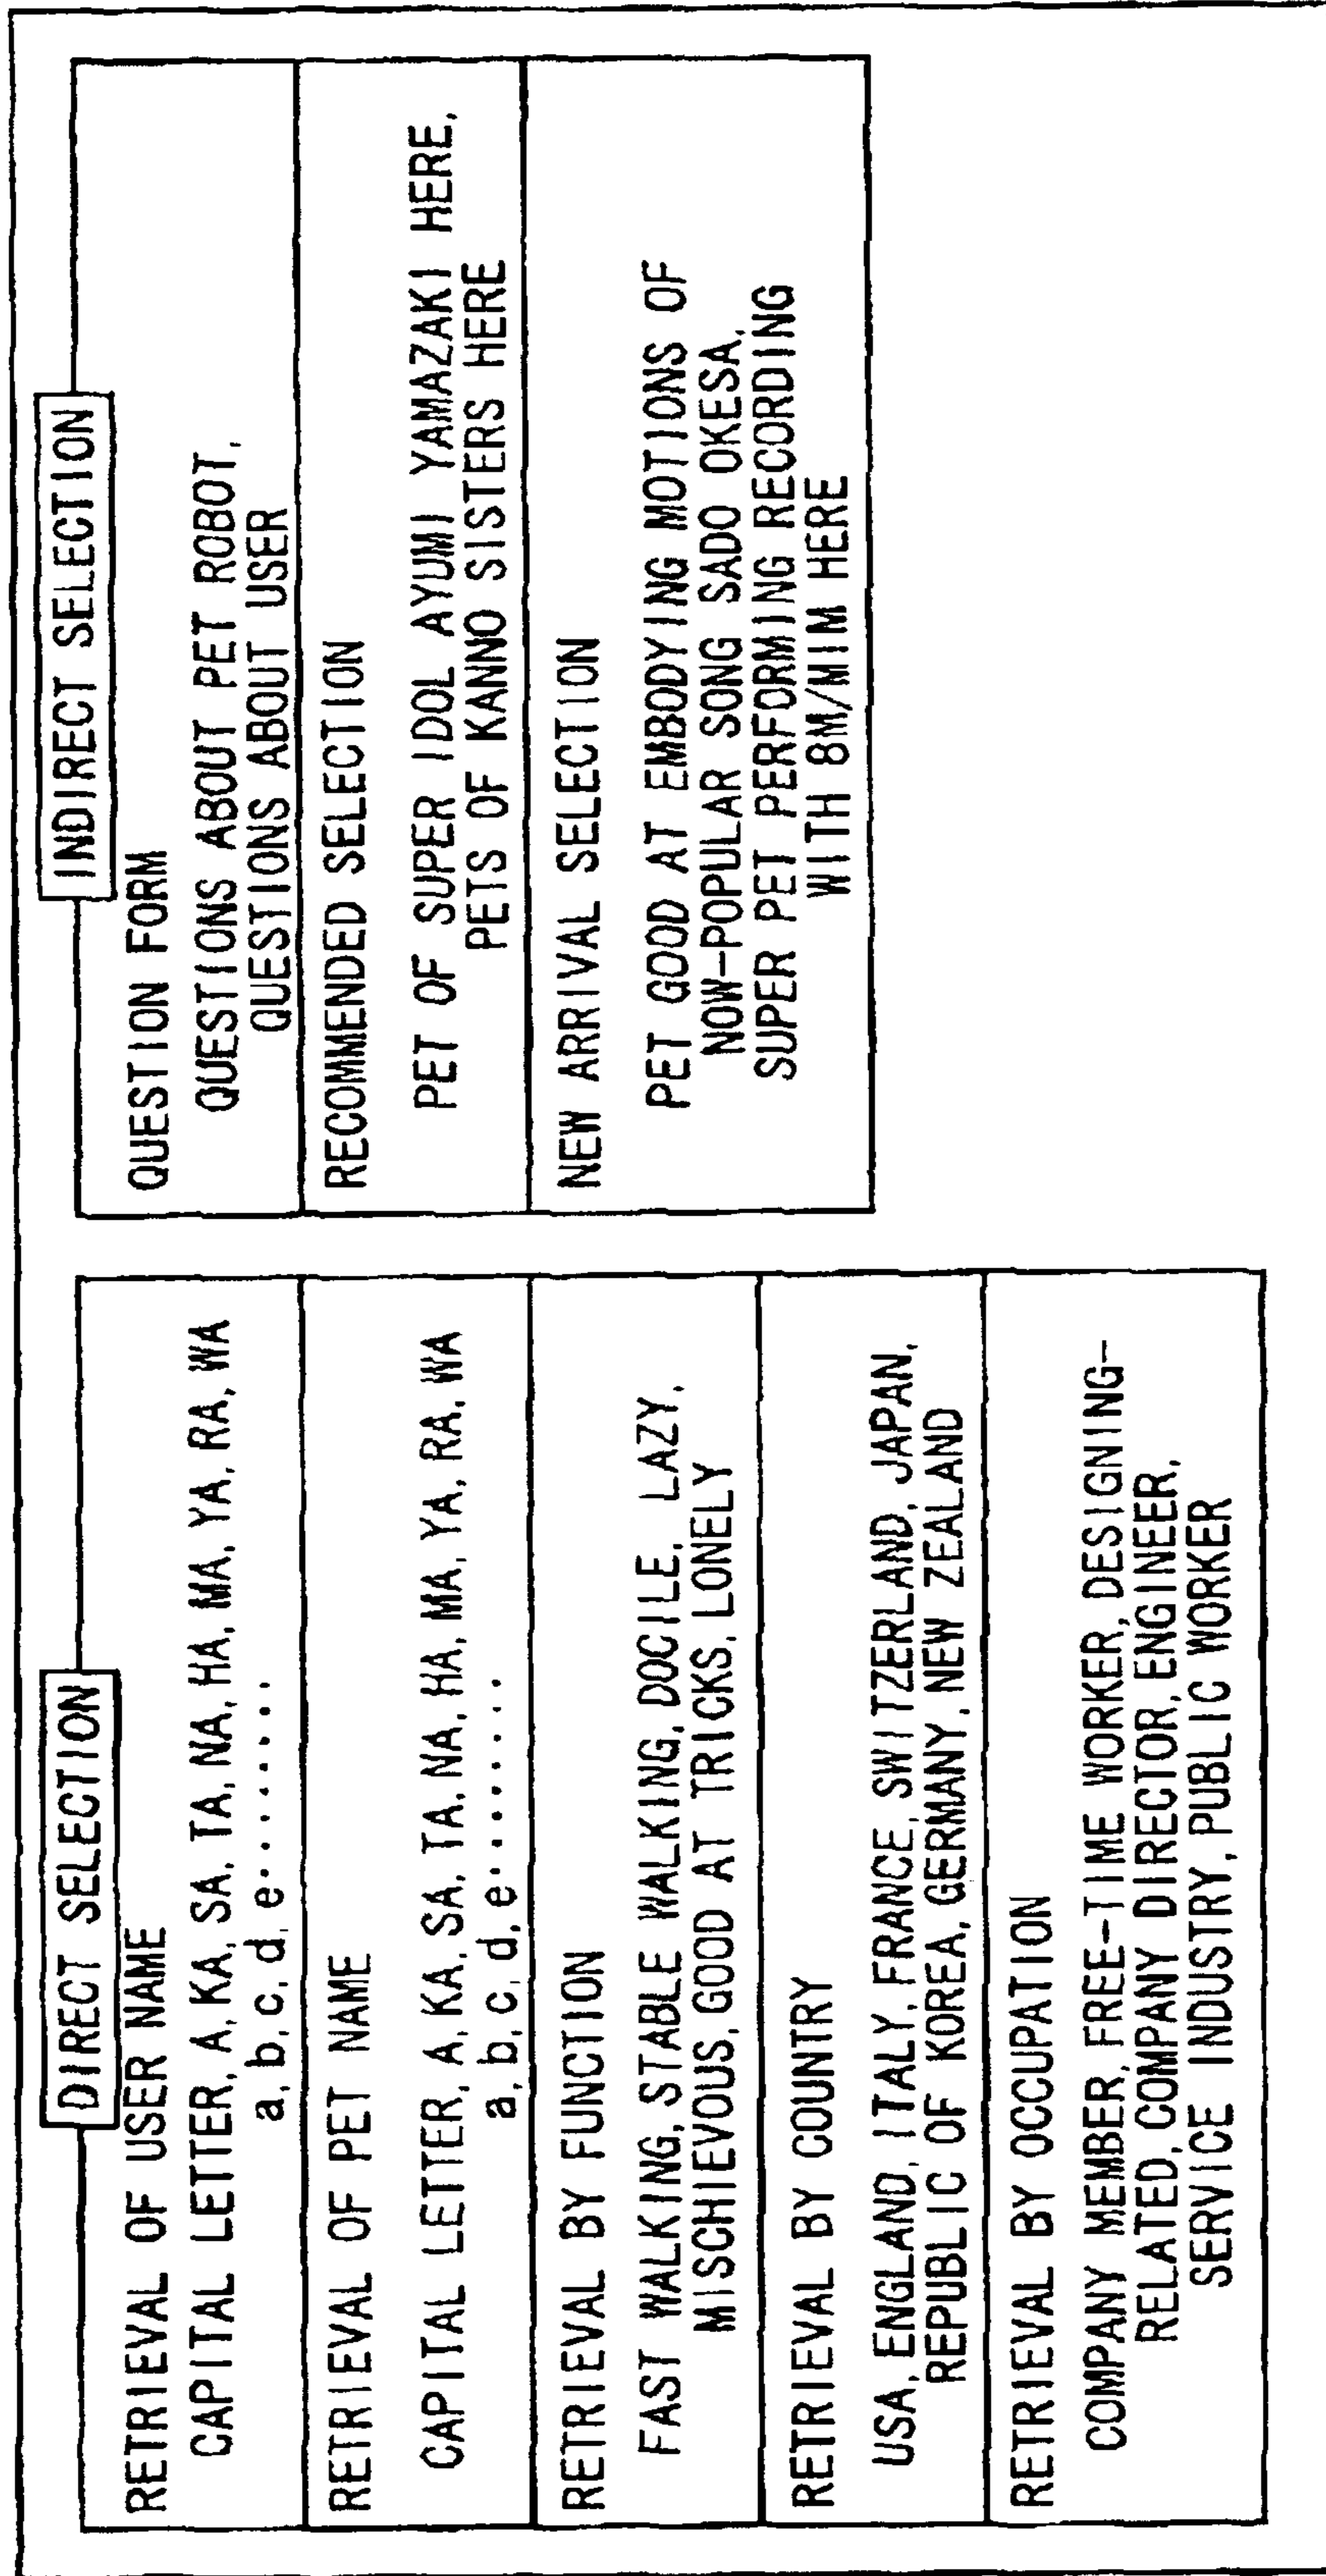 DIRECT SELECTION
RETRIEVAL OF USER NAME
CAPITAL LETTER, A, KA, SA, TA, NA, HA, MA, YA, RA, WA
a, b, c, d, e........
RETRIEVAL OF PET NAME
CAPITAL LETTER, A, KA, SA, TA, NA, HA, MA, YA, RA, WA
a, b, c, d, e........
RETRIEVAL BY FUNCTION
FAST WALKING, STABLE WALKING, DOCILE, LAZY,
MISCHIEVOUS, GOOD AT TRICKS, LONELY
RETRIEVAL BY COUNTRY
USA, ENGLAND, ITALY, FRANCE, SWITZERLAND, JAPAN,
REPUBLIC OF KOREA, GERMANY, NEW ZEALAND
RETRIEVAL BY OCCUPATION
COMPANY MEMBER, FREE-TIME WORKER, DESIGNING-
RELATED, COMPANY DIRECTOR, ENGINEER,
SERVICE INDUSTRY, PUBLIC WORKER
INDIRECT SELECTION
QUESTION FORM
QUESTIONS ABOUT PET ROBOT,
QUESTIONS ABOUT USER
RECOMMENDED SELECTION
PET OF SUPER IDOL AYUMI YAMAZAKI HERE,
PETS OF KANNO SISTERS HERE
NEW ARRIVAL SELECTION
PET GOOD AT EMBODYING MOTIONS OF
NOW-POPULAR SONG SADO OKESA,
SUPER PET PERFORMING RECORDING
WITH 8M/MIM HERE